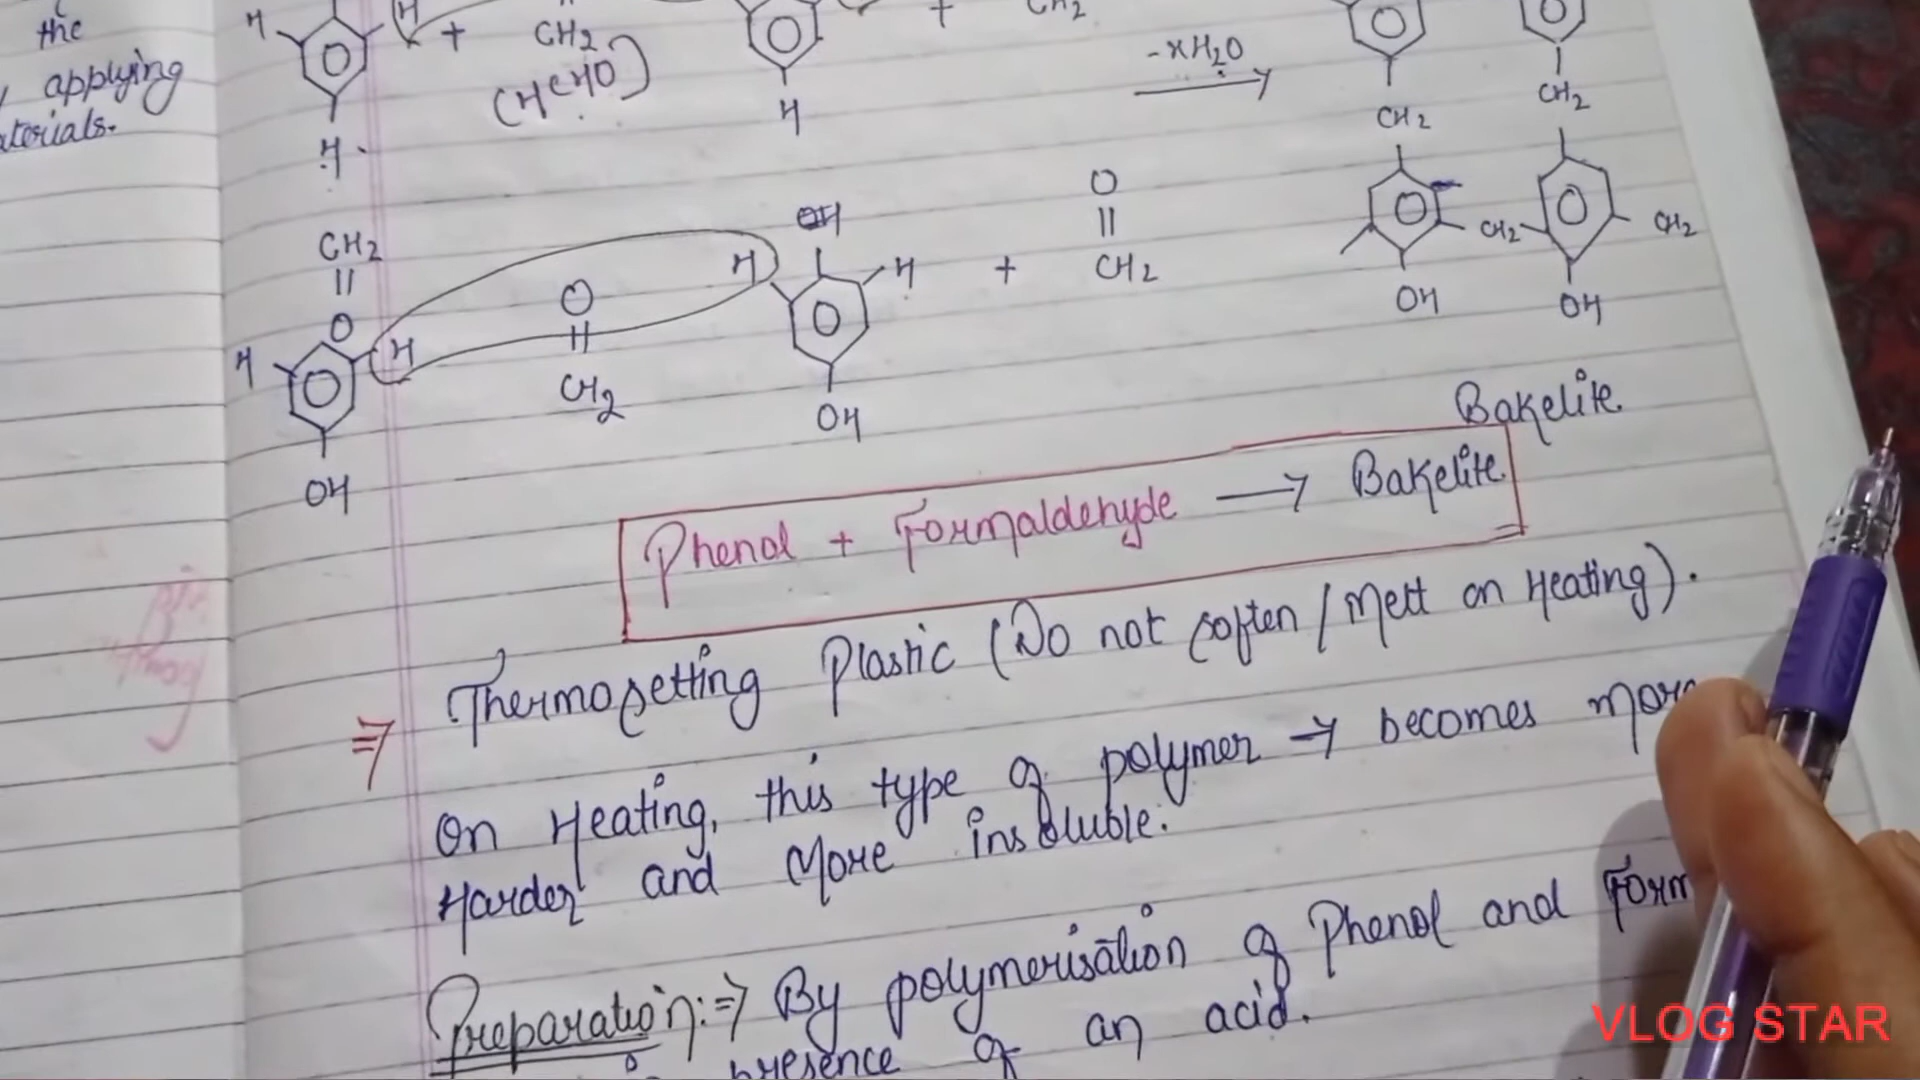 the
applying
aterials.
H
H
+
CH2
(HCHO)
H
+
CH2
-xH2O
CH2
CH2
H
CH2
||
O
H
H
OH
O
||
CH2
OH
H
H
OH
+
O
||
CH2
CH2
CH2
OH
OH
Bakelite
Phenol + Formaldehyde → Bakelite
⇒ Thermosetting Plastic (Do not soften / Melt on Heating).
On Heating, this type of polymer → becomes more
Harder and More insoluble.
Preparation:⇒ By polymerisation of Phenol and Form
presence of an acid.
VLOG STAR